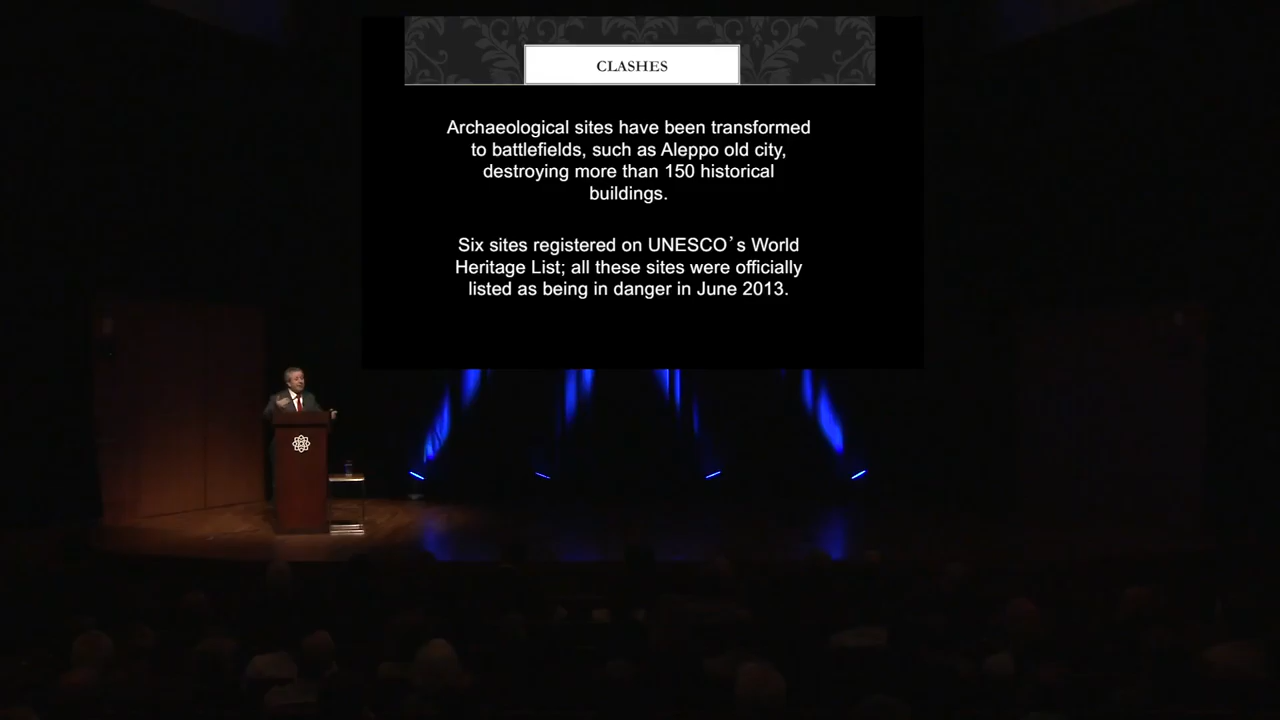 CLASHES
Archaeological sites have been transformed
to battlefields, such as Aleppo old city,
destroying more than 150 historical
buildings.
Six sites registered on UNESCO’s World
Heritage List; all these sites were officially
listed as being in danger in June 2013.